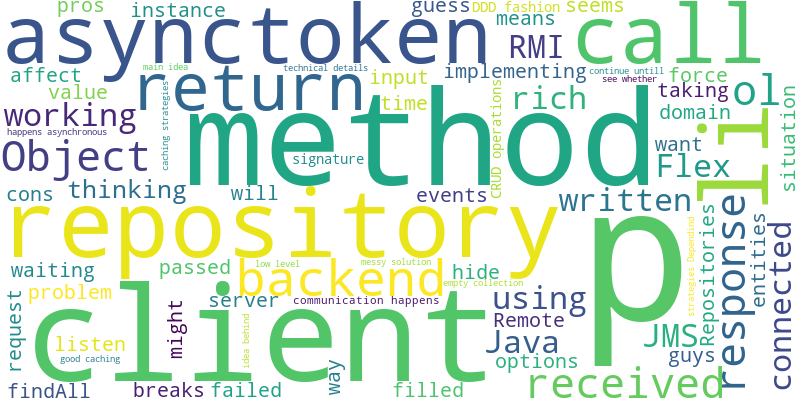 pros
instance
guess
DDD fashion
seems
asynctoken
means
RMI
call
main idea
technical details
affect
return
input
implementing
continue untill
see whether
force
value
time
rich
taking
ol
working
caching strategies
method
CRUD operations
domain
li
situation
happens asynchronous
Object
signature
want
Flex
cons
thinking
will
events
written
repository
p
response
Repositories
entities
connected
waiting
passed
low level
messy solution
backend
hide
empty collection
strategies Dependind
problem
server
communication happens
using
request
client
idea behind
might
Remote
JMS
listen
good caching
Java
guys
way
options
findAll
breaks
failed
filled
received